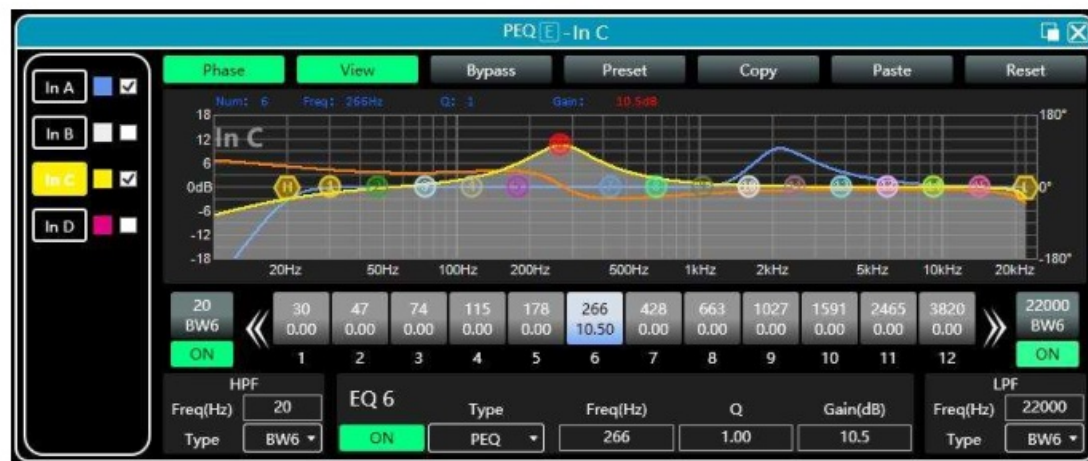 PEQ E -In C
Phase View Bypass Preset Copy Paste Reset
In A
In B
In C
In D
Num: 6 Freq: 266Hz Q: 1 Gain: 10.5dB
In C
18 180°
12
6
0dB 0°
-6
-12
-18 -180°
20Hz 50Hz 100Hz 200Hz 500Hz 1kHz 2kHz 5kHz 10kHz 20kHz
H L
20 30 47 74 115 178 266 428 663 1027 1591 2465 3820 22000
BW6 0.00 0.00 0.00 0.00 0.00 10.50 0.00 0.00 0.00 0.00 0.00 0.00 BW6
ON 1 2 3 4 5 6 7 8 9 10 11 12 ON
HPF
Freq(Hz) 20
Type BW6
EQ 6 Type Freq(Hz) Q Gain(dB)
ON PEQ 266 1.00 10.5
LPF
Freq(Hz) 22000
Type BW6